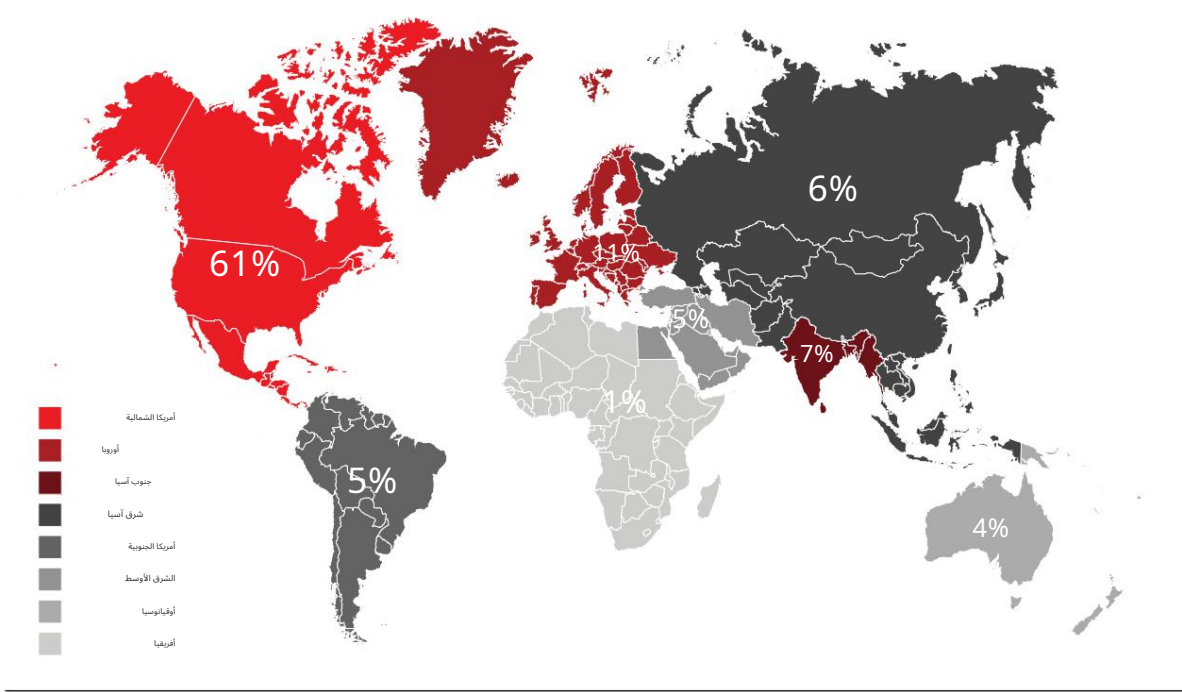 6%
61%
11%
5%
7%
1%
5%
4%
أمريكا الشمالية
أوروبا
جنوب آسيا
شرق آسيا
أمريكا الجنوبية
الشرق الأوسط
أوقيانوسيا
أفريقيا